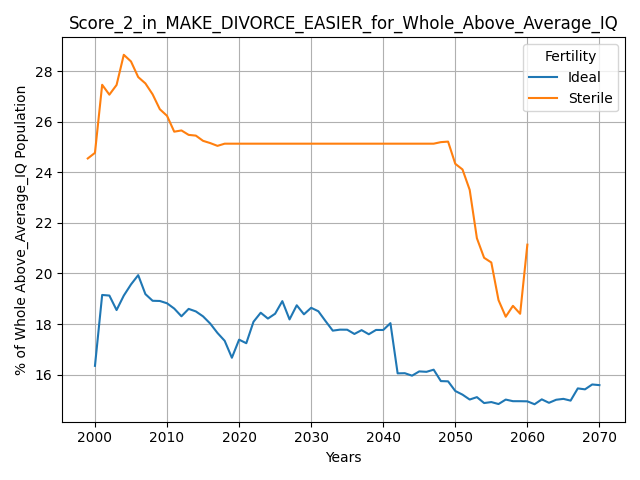 Score_2_in_MAKE_DIVORCE_EASIER_for_Whole_Above_Average_IQ
Fertility
Ideal
Sterile
% of Whole Above_Average_IQ Population
28
26
24
22
20
18
16
2000 2010 2020 2030 2040 2050 2060 2070
Years